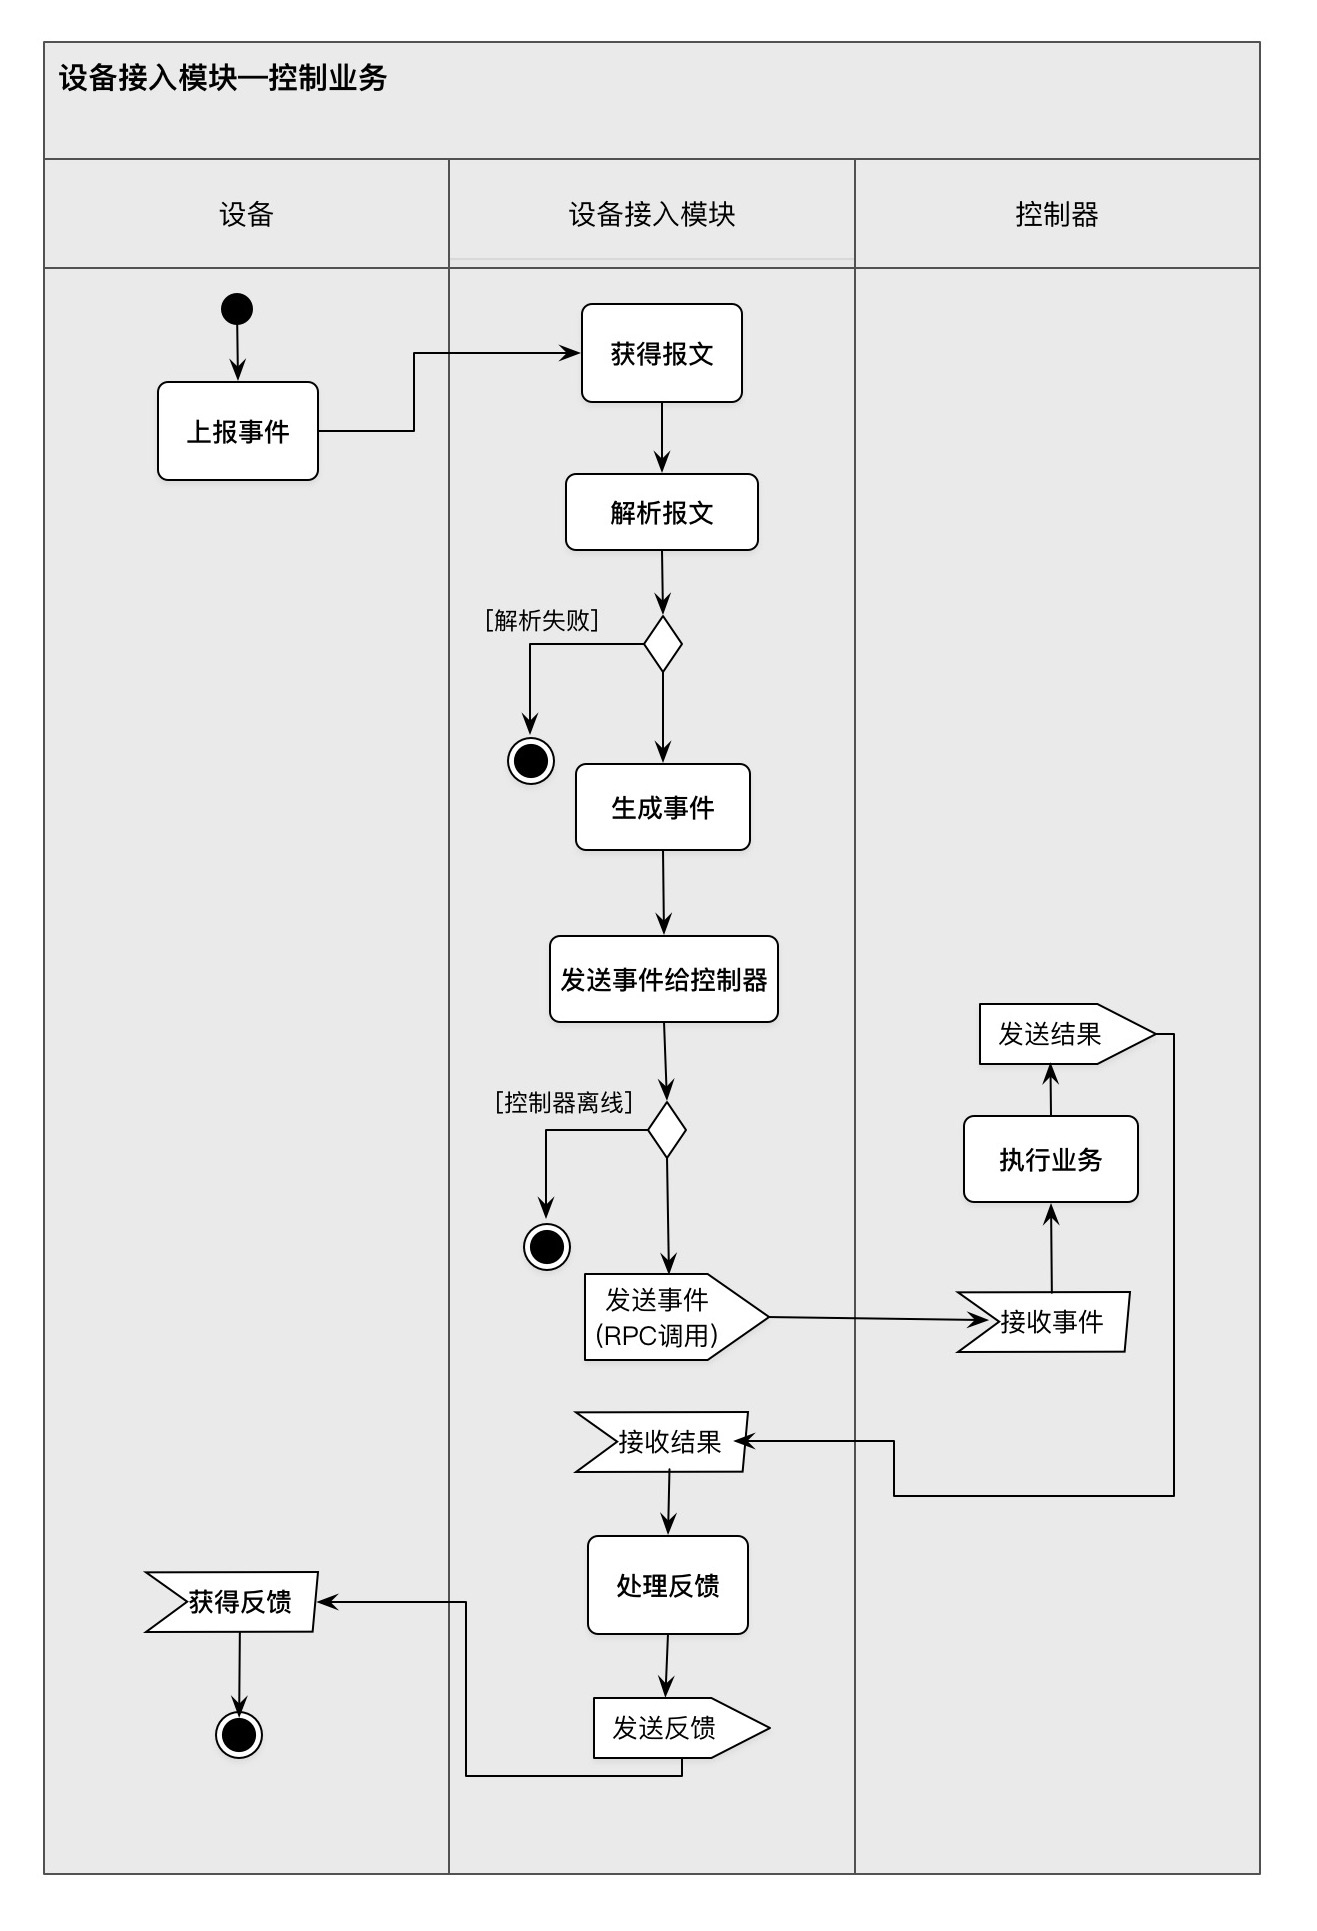 设备接入模块—控制业务
设备
设备接入模块
控制器
获得报文
上报事件
解析报文
[解析失败]
生成事件
发送事件给控制器
发送结果
[控制器离线]
执行业务
发送事件
(RPC调用)
接收事件
接收结果
处理反馈
获得反馈
发送反馈